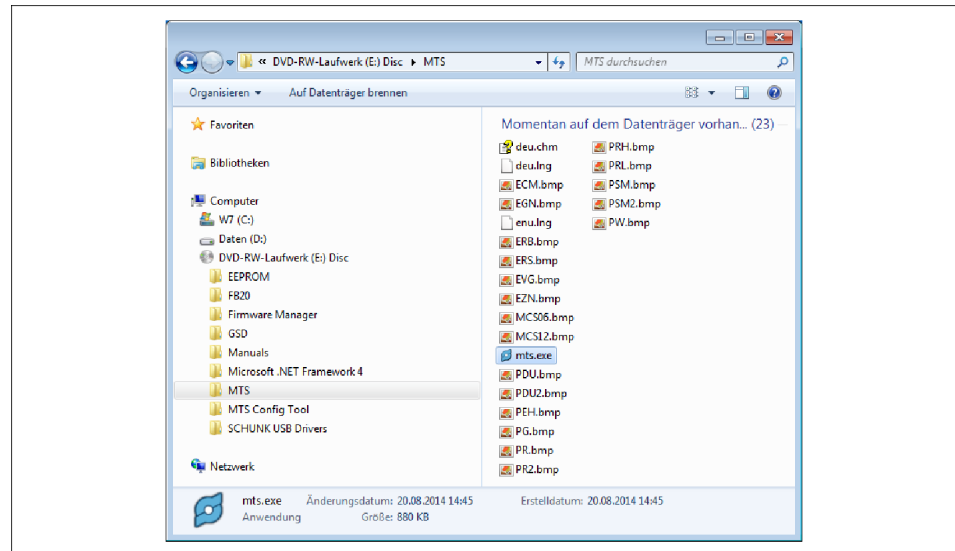 « DVD-RW-Laufwerk (E:) Disc ▸ MTS
MTS durchsuchen
Organisieren
Auf Datenträger brennen
Favoriten
Bibliotheken
Computer
W7 (C:)
Daten (D:)
DVD-RW-Laufwerk (E:) Disc
EEPROM
FB20
Firmware Manager
GSD
Manuals
Microsoft .NET Framework 4
MTS
MTS Config Tool
SCHUNK USB Drivers
Netzwerk
Momentan auf dem Datenträger vorhan... (23)
deu.chm
deu.lng
ECM.bmp
EGN.bmp
enu.lng
ERB.bmp
ERS.bmp
EVG.bmp
EZN.bmp
MCS06.bmp
MCS12.bmp
mts.exe
PDU.bmp
PDU2.bmp
PEH.bmp
PG.bmp
PR.bmp
PR2.bmp
PRH.bmp
PRL.bmp
PSM.bmp
PSM2.bmp
PW.bmp
mts.exe Änderungsdatum: 20.08.2014 14:45 Erstelldatum: 20.08.2014 14:45
Anwendung Größe: 880 KB